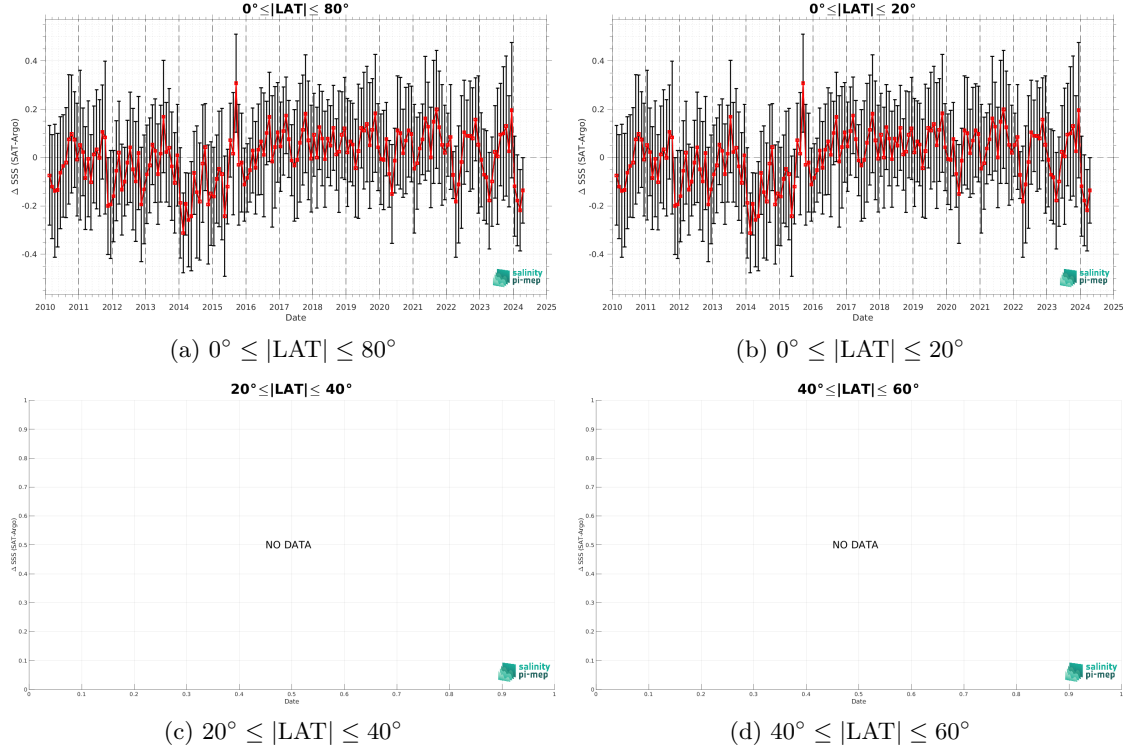 0°≤|LAT|≤ 80°
Δ SSS (SAT-Argo)
0.4
0.2
0
-0.2
-0.4
2010 2011 2012 2013 2014 2015 2016 2017 2018 2019 2020 2021 2022 2023 2024 2025
Date
salinity
pi-mep
(a) 0° ≤ |LAT| ≤ 80°
0°≤|LAT|≤ 20°
Δ SSS (SAT-Argo)
0.4
0.2
0
-0.2
-0.4
2010 2011 2012 2013 2014 2015 2016 2017 2018 2019 2020 2021 2022 2023 2024 2025
Date
salinity
pi-mep
(b) 0° ≤ |LAT| ≤ 20°
20°≤|LAT|≤ 40°
Δ SSS (SAT-Argo)
1
0.9
0.8
0.7
0.6
0.5
0.4
0.3
0.2
0.1
0
NO DATA
0 0.1 0.2 0.3 0.4 0.5 0.6 0.7 0.8 0.9 1
Date
salinity
pi-mep
(c) 20° ≤ |LAT| ≤ 40°
40°≤|LAT|≤ 60°
Δ SSS (SAT-Argo)
1
0.9
0.8
0.7
0.6
0.5
0.4
0.3
0.2
0.1
0
NO DATA
0 0.1 0.2 0.3 0.4 0.5 0.6 0.7 0.8 0.9 1
Date
salinity
pi-mep
(d) 40° ≤ |LAT| ≤ 60°